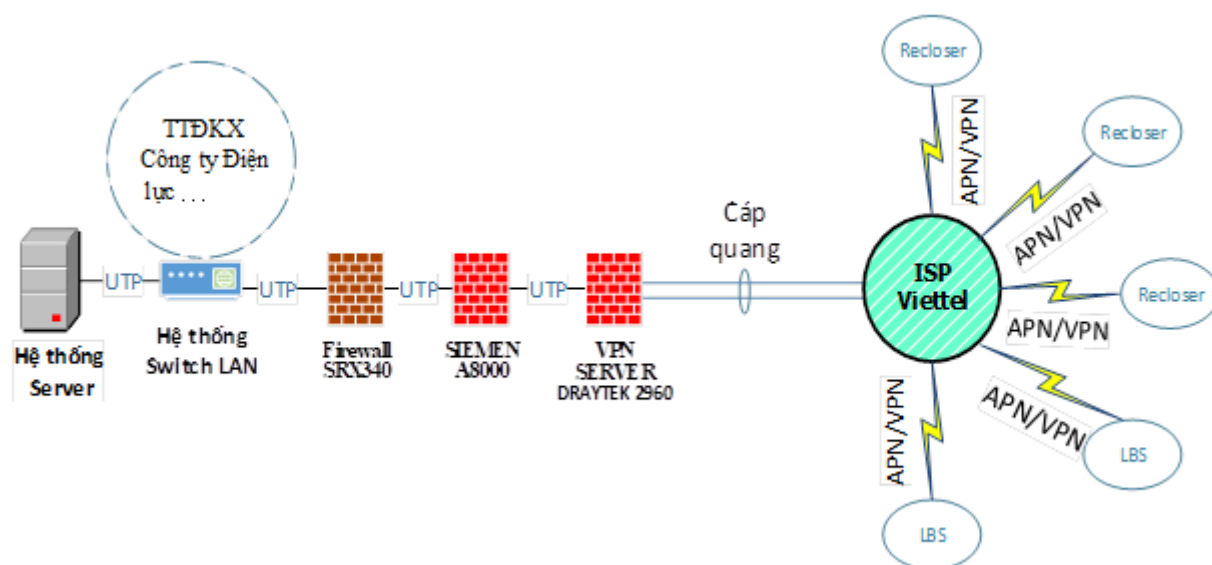 TTĐKX
Công ty Điện
lực . . .
UTP
UTP
UTP
UTP
Hệ thống
Server
Hệ thống
Switch LAN
Firewall
SRX340
SIEMEN
A8000
VPN
SERVER
DRAYTEK 2960
Cáp
quang
ISP
Viettel
Recloser
APN/VPN
Recloser
APN/VPN
Recloser
APN/VPN
LBS
APN/VPN
LBS
APN/VPN